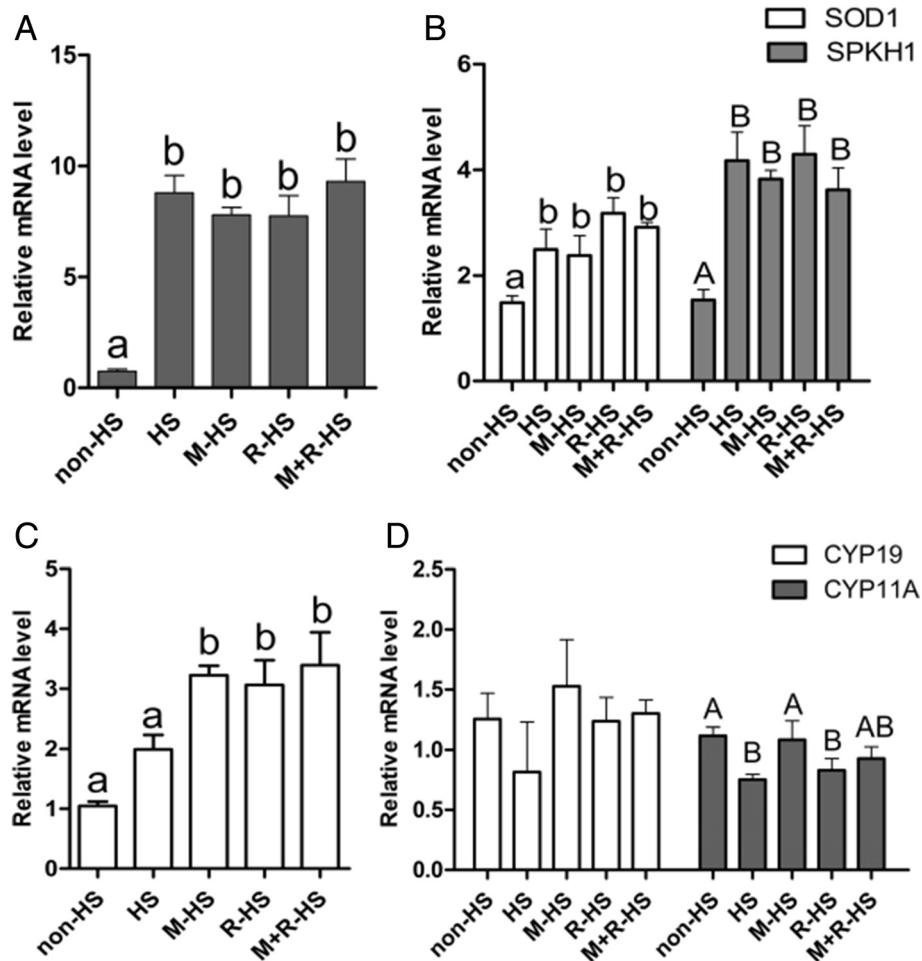 A
Relative mRNA level
15
10
5
0
a
b
b
b
b
non-HS
HS
M-HS
R-HS
M+R-HS
B
SOD1
SPKH1
Relative mRNA level
6
4
2
0
a
b
b
b
b
A
B
B
B
B
non-HS
HS
M-HS
R-HS
M+R-HS
non-HS
HS
M-HS
R-HS
M+R-HS
C
Relative mRNA level
5
4
3
2
1
0
a
a
b
b
b
non-HS
HS
M-HS
R-HS
M+R-HS
D
CYP19
CYP11A
Relative mRNA level
2.5
2.0
1.5
1.0
0.5
0.0
A
B
A
B
AB
non-HS
HS
M-HS
R-HS
M+R-HS
non-HS
HS
M-HS
R-HS
M+R-HS